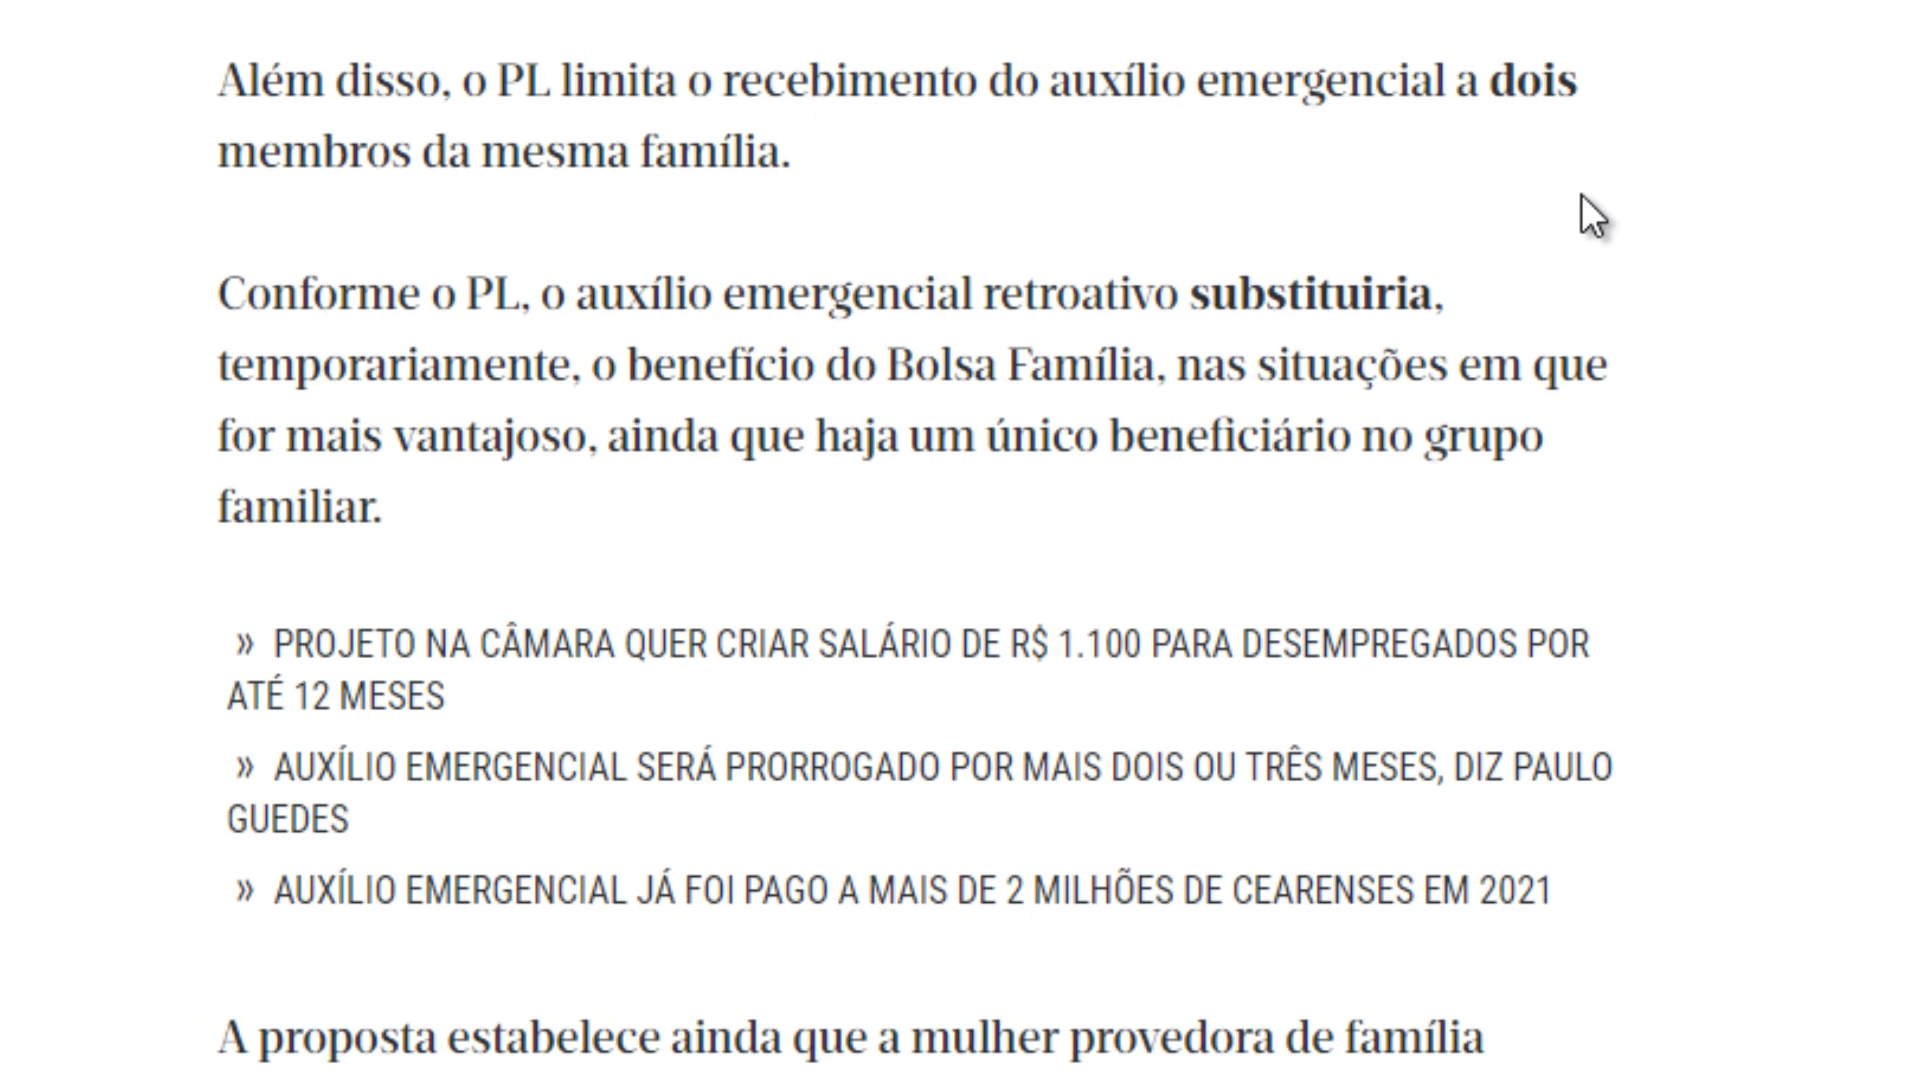 Além disso, o PL limita o recebimento do auxílio emergencial a dois
membros da mesma família.
Conforme o PL, o auxílio emergencial retroativo substituiria,
temporariamente, o benefício do Bolsa Família, nas situações em que
for mais vantajoso, ainda que haja um único beneficiário no grupo
familiar.
» PROJETO NA CÂMARA QUER CRIAR SALÁRIO DE R$ 1.100 PARA DESEMPREGADOS POR
ATÉ 12 MESES
» AUXÍLIO EMERGENCIAL SERÁ PRORROGADO POR MAIS DOIS OU TRÊS MESES, DIZ PAULO
GUEDES
» AUXÍLIO EMERGENCIAL JÁ FOI PAGO A MAIS DE 2 MILHÕES DE CEARENSES EM 2021
A proposta estabelece ainda que a mulher provedora de família